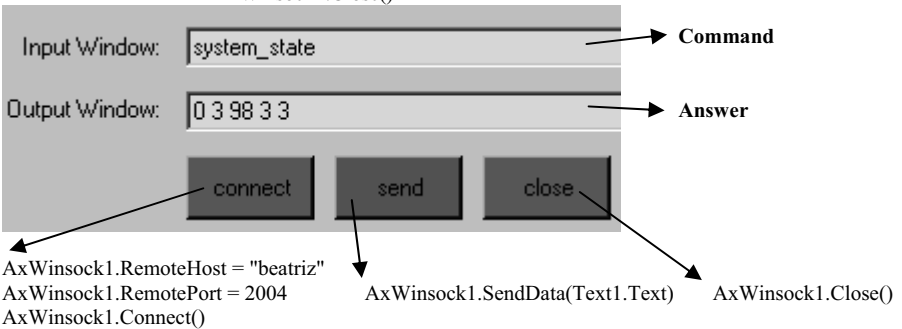 Input Window: system_state Command
Output Window: 0 3 98 3 3 Answer
connect send close
AxWinsock1.RemoteHost = "beatriz"
AxWinsock1.RemotePort = 2004 AxWinsock1.SendData(Text1.Text) AxWinsock1.Close()
AxWinsock1.Connect()